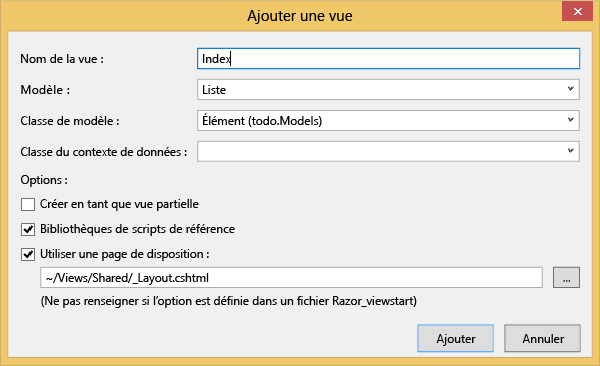 Ajouter une vue
Nom de la vue : Index
Modèle : Liste
Classe de modèle : Élément (todo.Models)
Classe du contexte de données :
Options :
Créer en tant que vue partielle
Bibliothèques de scripts de référence
Utiliser une page de disposition :
~/Views/Shared/_Layout.cshtml ...
(Ne pas renseigner si l'option est définie dans un fichier Razor_viewstart)
Ajouter Annuler